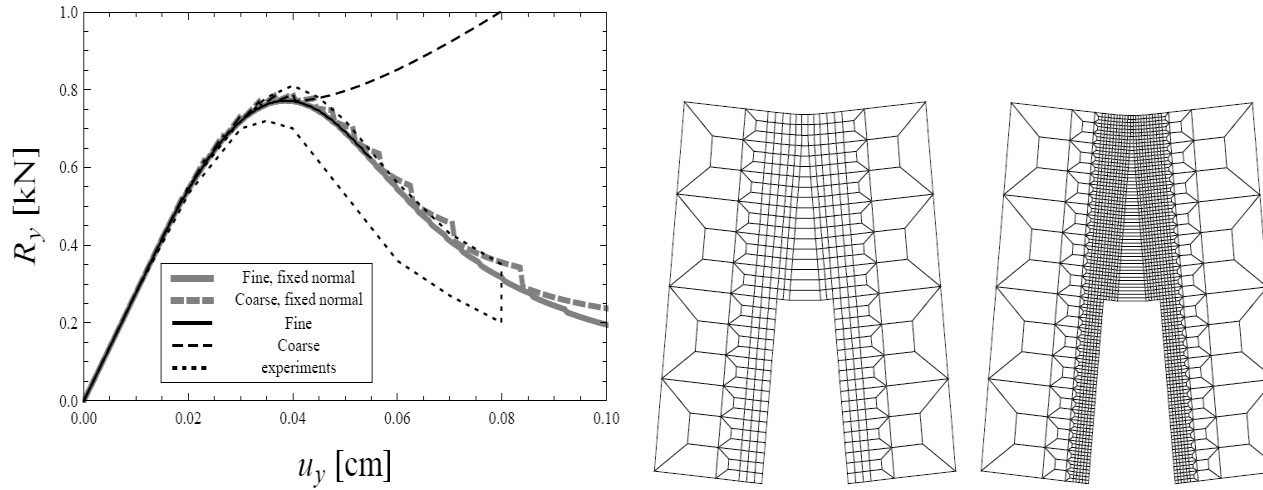 1.0
0.8
0.6
0.4
0.2
0.0
R_y [kN]
Fine, fixed normal
Coarse, fixed normal
Fine
Coarse
experiments
0.00 0.02 0.04 0.06 0.08 0.10
u_y [cm]